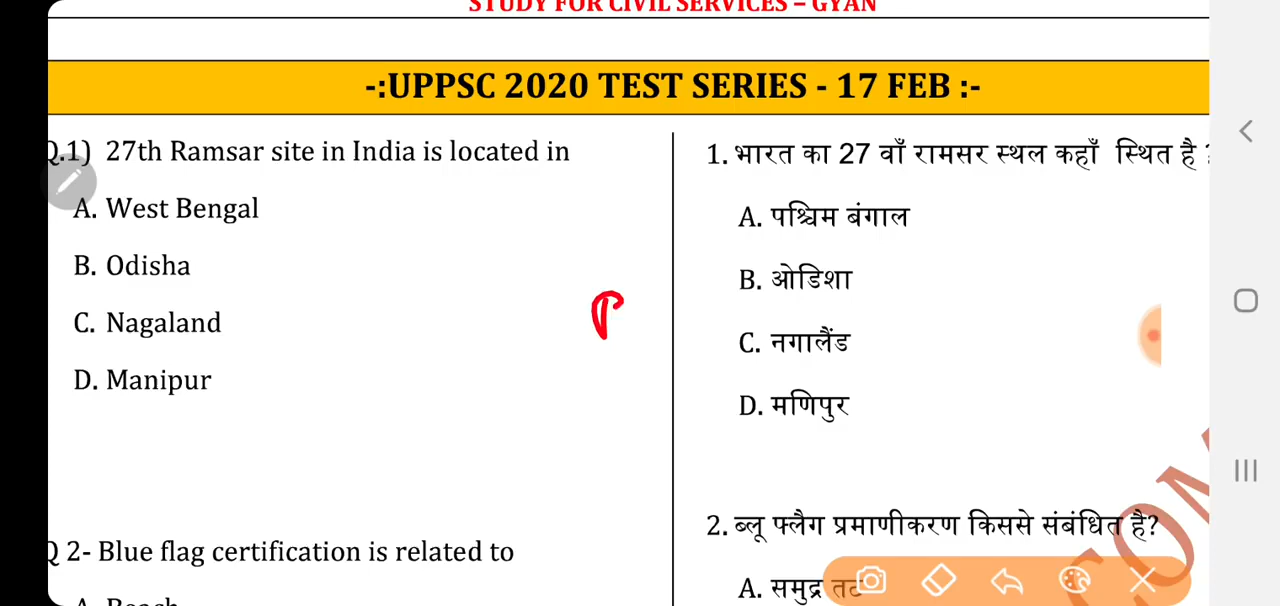 STUDY FOR CIVIL SERVICES – GYAN
-:UPPSC 2020 TEST SERIES - 17 FEB :-
Q.1) 27th Ramsar site in India is located in
A. West Bengal
B. Odisha
C. Nagaland
D. Manipur
Q 2- Blue flag certification is related to
A. Beach
1. भारत का 27 वाँ रामसर स्थल कहाँ स्थित है ?
A. पश्चिम बंगाल
B. ओडिशा
C. नगालैंड
D. मणिपुर
2. ब्लू फ्लैग प्रमाणीकरण किससे संबंधित है?
A. समुद्र तट
COM